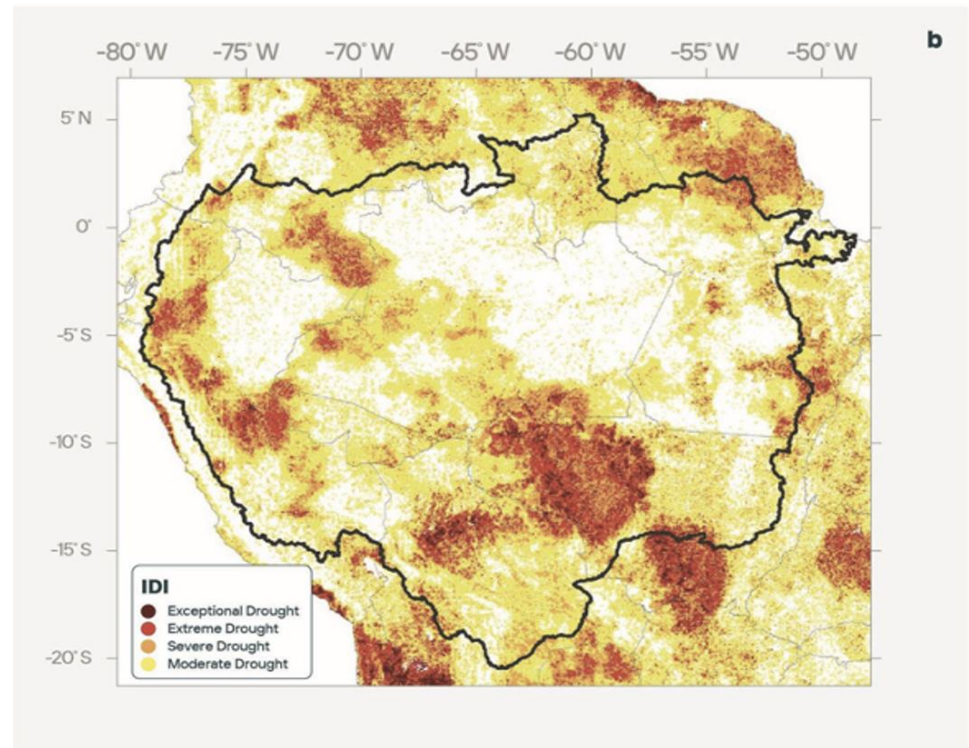 b
-80°W -75°W -70°W -65°W -60°W -55°W -50°W
5°N
0°
-5°S
-10°S
-15°S
-20°S
IDI
Exceptional Drought
Extreme Drought
Severe Drought
Moderate Drought